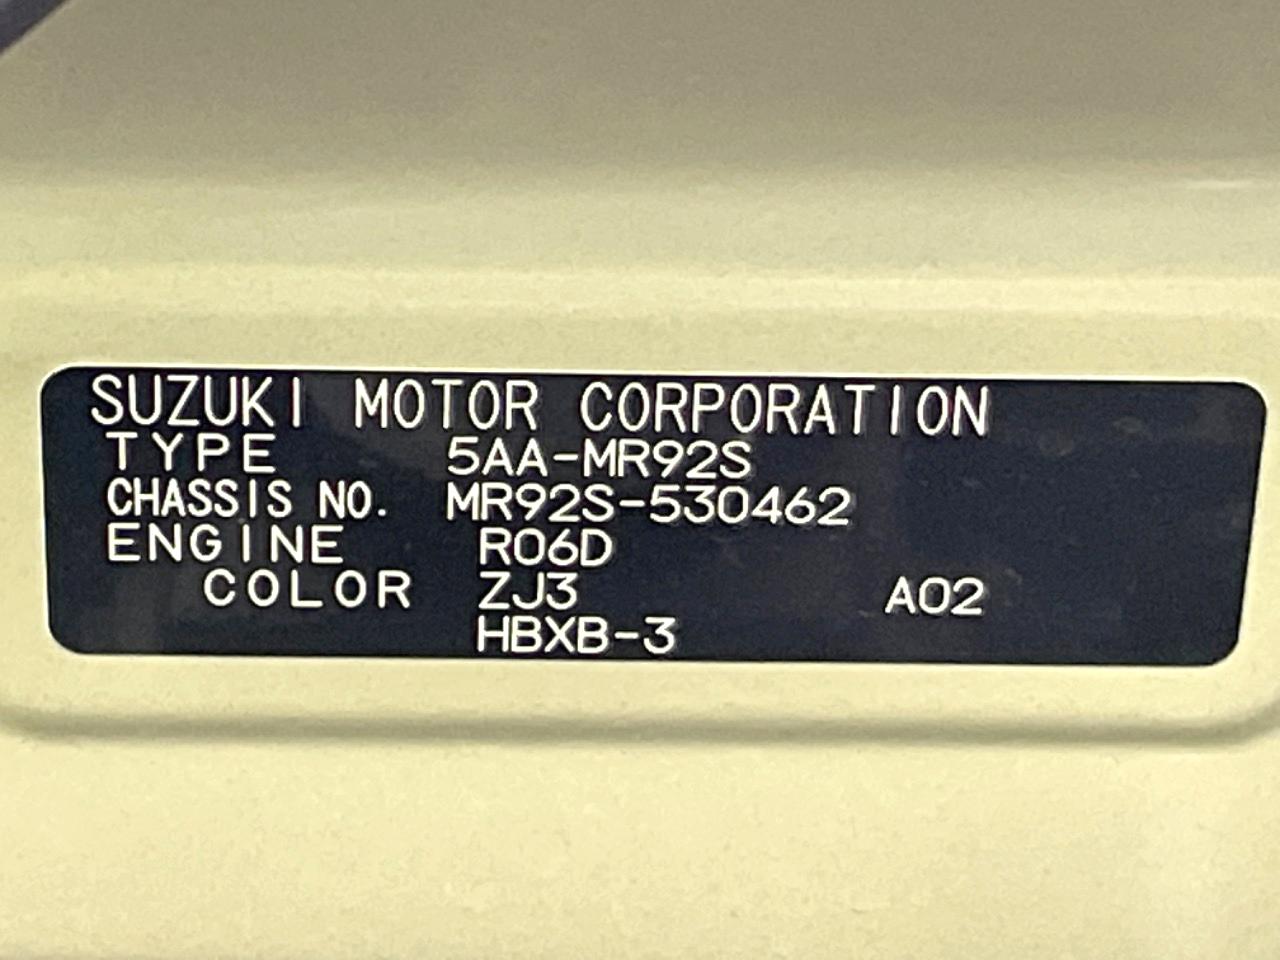 SUZUKI MOTOR CORPORATION
TYPE 5AA-MR92S
CHASSIS NO. MR92S-530462
ENGINE R06D
COLOR ZJ3 A02
HBXB-3